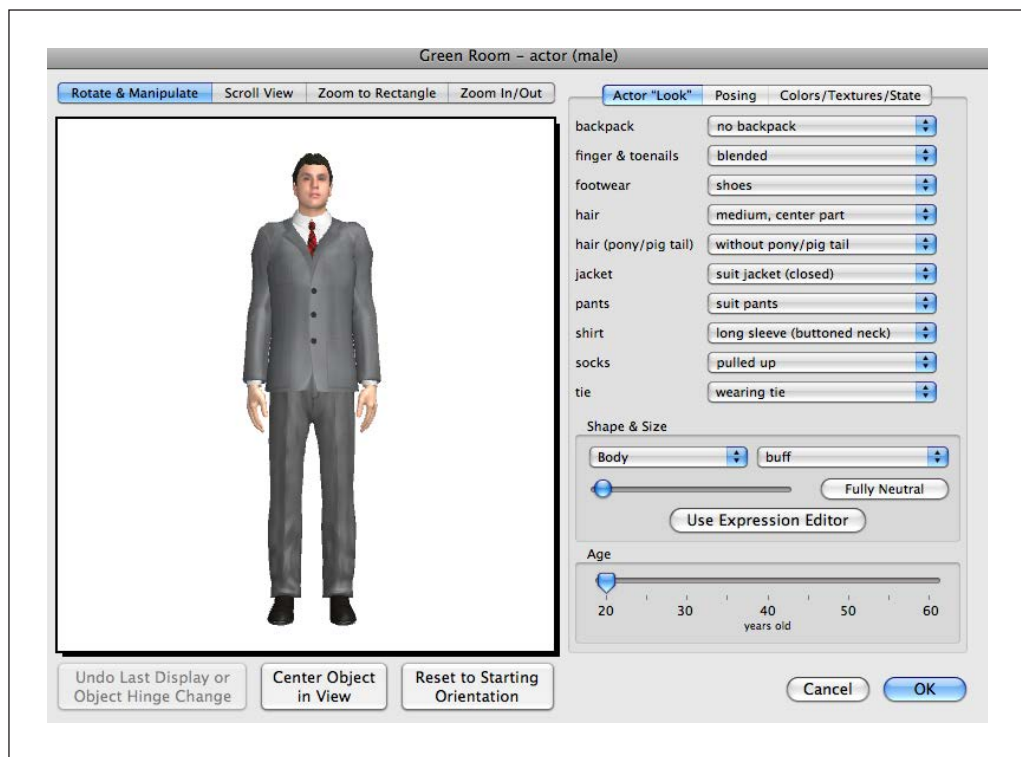 Green Room – actor (male)
Rotate & Manipulate Scroll View Zoom to Rectangle Zoom In/Out
Actor "Look" Posing Colors/Textures/State
backpack no backpack
finger & toenails blended
footwear shoes
hair medium, center part
hair (pony/pig tail) without pony/pig tail
jacket suit jacket (closed)
pants suit pants
shirt long sleeve (buttoned neck)
socks pulled up
tie wearing tie
Shape & Size
Body buff
Fully Neutral
Use Expression Editor
Age
20 30 40 50 60
years old
Undo Last Display or
Object Hinge Change
Center Object
in View
Reset to Starting
Orientation
Cancel OK